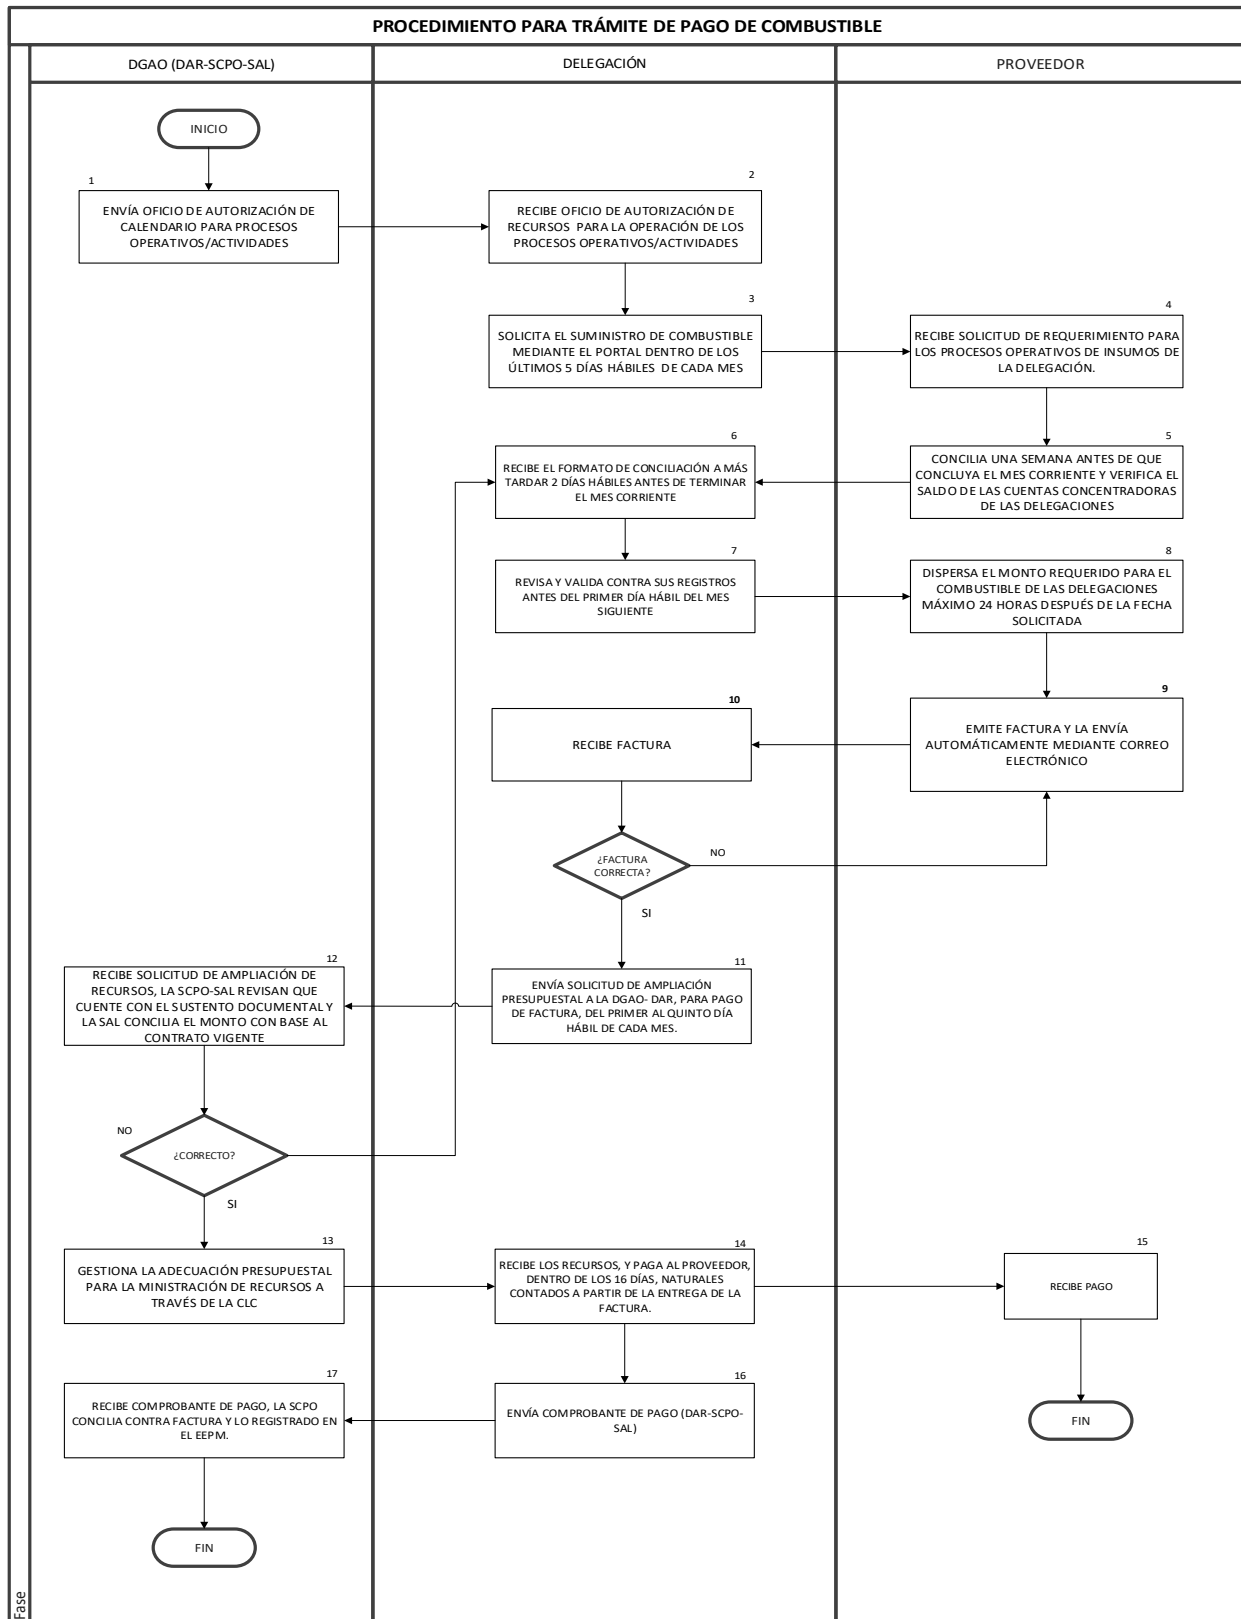 PROCEDIMIENTO PARA TRÁMITE DE PAGO DE COMBUSTIBLE
DGAO (DAR-SCPO-SAL)
DELEGACIÓN
PROVEEDOR
INICIO
1
ENVÍA OFICIO DE AUTORIZACIÓN DE
CALENDARIO PARA PROCESOS
OPERATIVOS/ACTIVIDADES
2
RECIBE OFICIO DE AUTORIZACIÓN DE
RECURSOS PARA LA OPERACIÓN DE LOS
PROCESOS OPERATIVOS/ACTIVIDADES
3
SOLICITA EL SUMINISTRO DE COMBUSTIBLE
MEDIANTE EL PORTAL DENTRO DE LOS
ÚLTIMOS 5 DÍAS HÁBILES DE CADA MES
4
RECIBE SOLICITUD DE REQUERIMIENTO PARA
LOS PROCESOS OPERATIVOS DE INSUMOS DE
LA DELEGACIÓN.
5
CONCILIA UNA SEMANA ANTES DE QUE
CONCLUYA EL MES CORRIENTE Y VERIFICA EL
SALDO DE LAS CUENTAS CONCENTRADORAS
DE LAS DELEGACIONES
6
RECIBE EL FORMATO DE CONCILIACIÓN A MÁS
TARDAR 2 DÍAS HÁBILES ANTES DE TERMINAR
EL MES CORRIENTE
7
REVISA Y VALIDA CONTRA SUS REGISTROS
ANTES DEL PRIMER DÍA HÁBIL DEL MES
SIGUIENTE
8
DISPERSA EL MONTO REQUERIDO PARA EL
COMBUSTIBLE DE LAS DELEGACIONES
MÁXIMO 24 HORAS DESPUÉS DE LA FECHA
SOLICITADA
9
EMITE FACTURA Y LA ENVÍA
AUTOMÁTICAMENTE MEDIANTE CORREO
ELECTRÓNICO
10
RECIBE FACTURA
¿FACTURA
CORRECTA?
NO
SI
11
ENVÍA SOLICITUD DE AMPLIACIÓN
PRESUPUESTAL A LA DGAO- DAR, PARA PAGO
DE FACTURA, DEL PRIMER AL QUINTO DÍA
HÁBIL DE CADA MES.
12
RECIBE SOLICITUD DE AMPLIACIÓN DE
RECURSOS, LA SCPO-SAL REVISAN QUE
CUENTE CON EL SUSTENTO DOCUMENTAL Y
LA SAL CONCILIA EL MONTO CON BASE AL
CONTRATO VIGENTE
NO
¿CORRECTO?
SI
13
GESTIONA LA ADECUACIÓN PRESUPUESTAL
PARA LA MINISTRACIÓN DE RECURSOS A
TRAVÉS DE LA CLC
14
RECIBE LOS RECURSOS, Y PAGA AL PROVEEDOR,
DENTRO DE LOS 16 DÍAS, NATURALES
CONTADOS A PARTIR DE LA ENTREGA DE LA
FACTURA.
15
RECIBE PAGO
16
ENVÍA COMPROBANTE DE PAGO (DAR-SCPO-
SAL)
17
RECIBE COMPROBANTE DE PAGO, LA SCPO
CONCILIA CONTRA FACTURA Y LO REGISTRADO EN
EL EEPM.
FIN
FIN
Fase